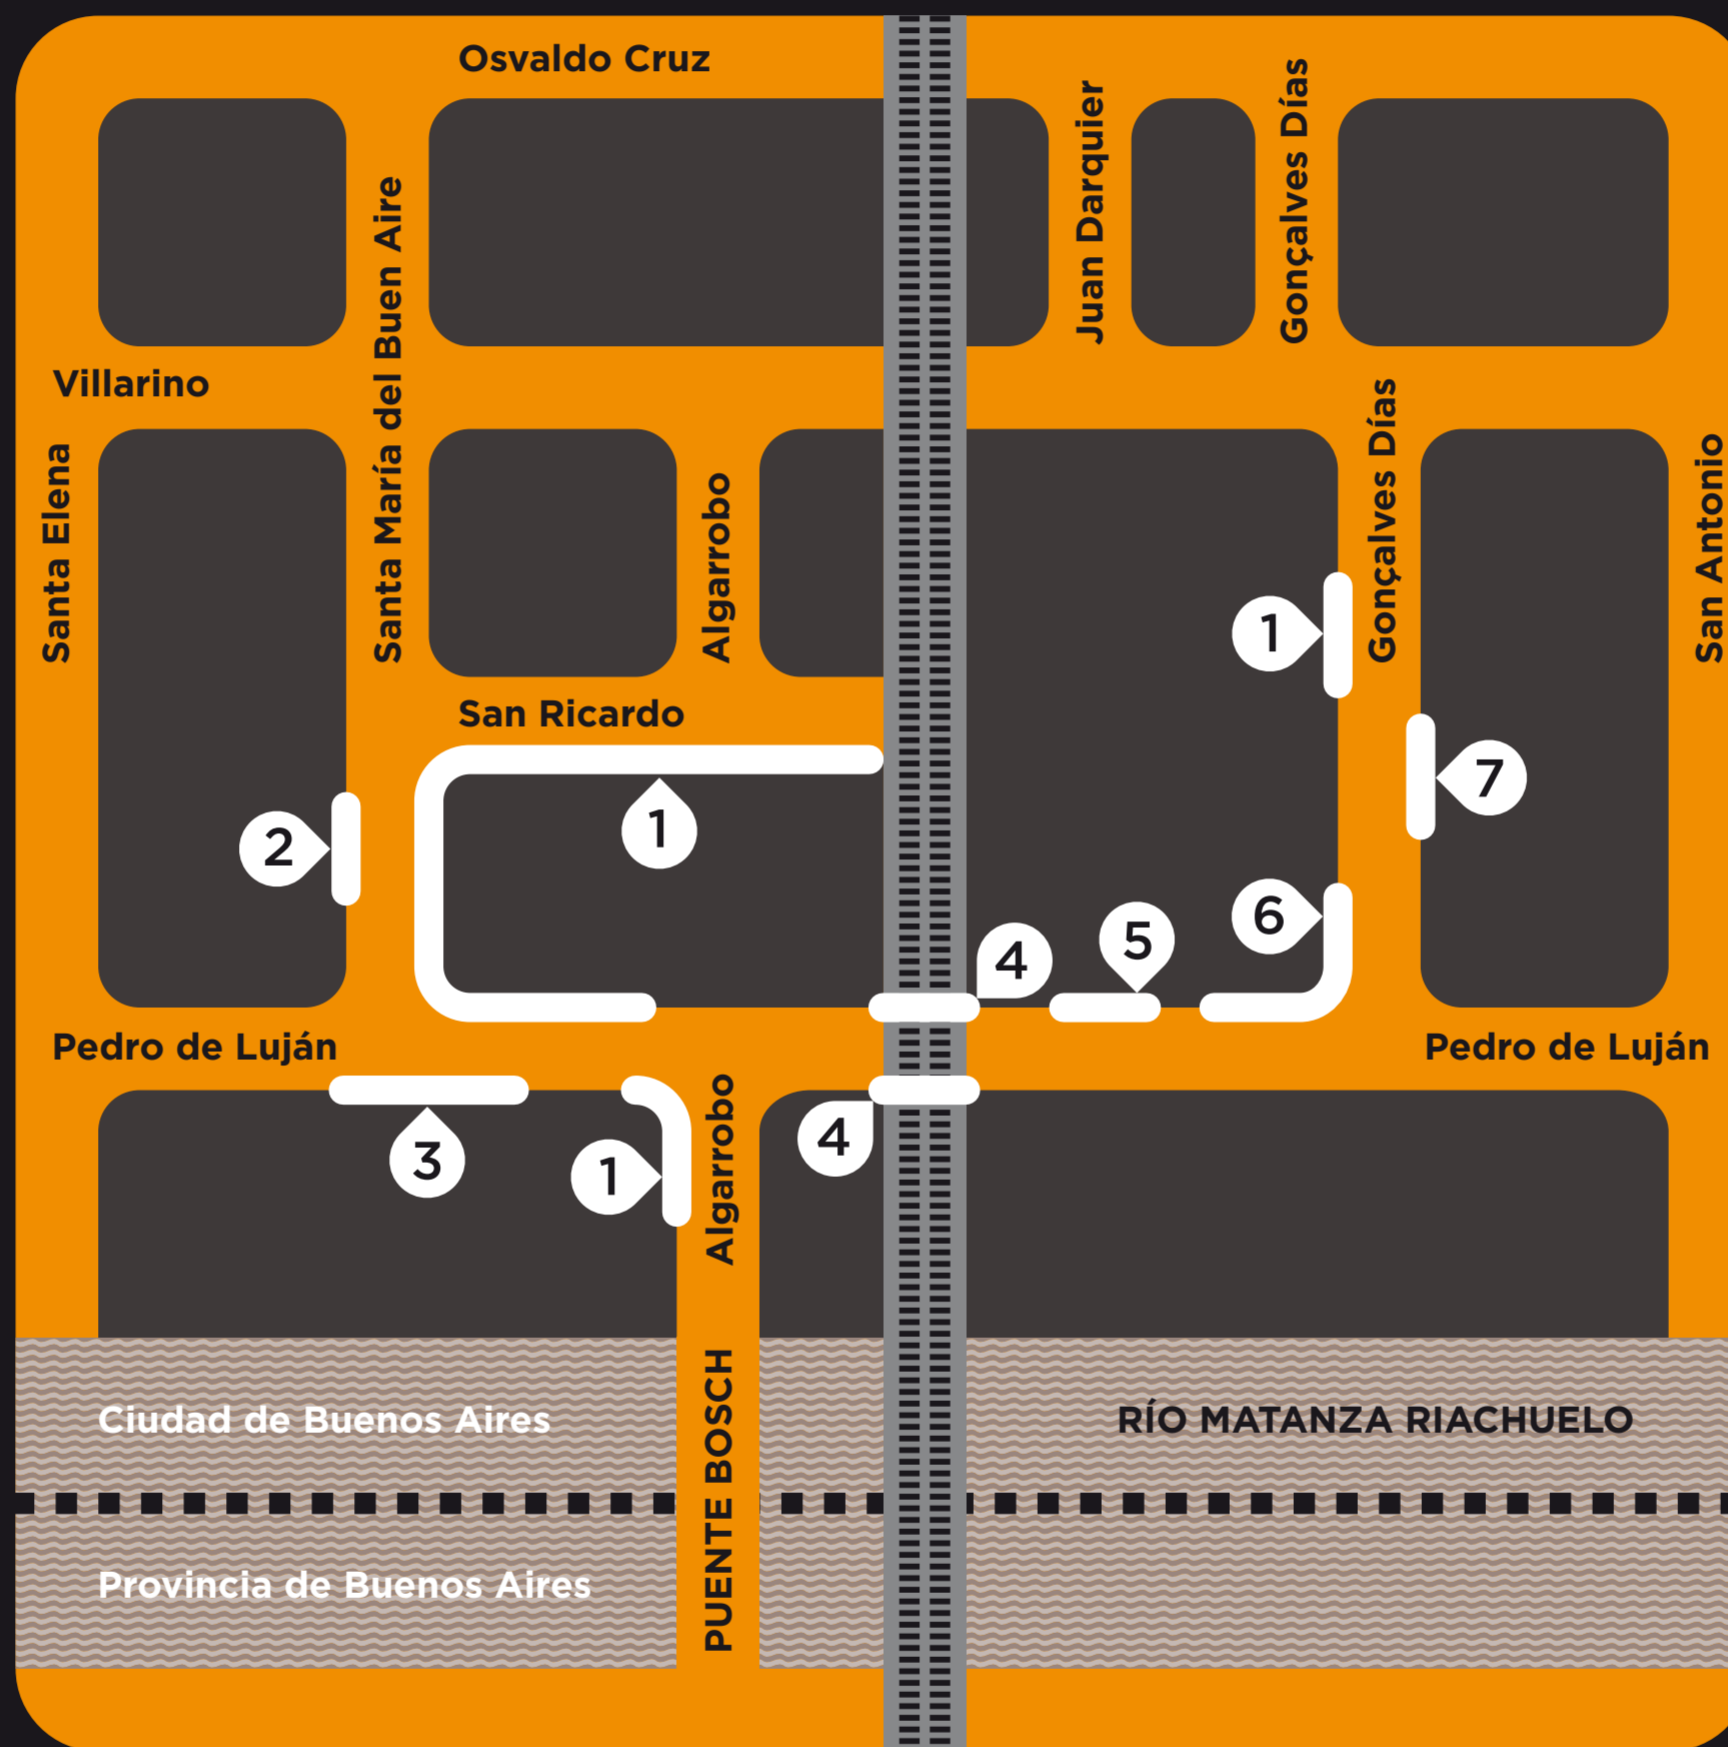 Osvaldo Cruz
Juan Darquier
Gonçalves Días
Santa María del Buen Aire
Villarino
Santa Elena
Algarrobo
Gonçalves Días
San Antonio
1
San Ricardo
7
1
2
6
5
4
Pedro de Luján
Pedro de Luján
Algarrobo
4
3
1
PUENTE BOSCH
Ciudad de Buenos Aires
RÍO MATANZA RIACHUELO
Provincia de Buenos Aires